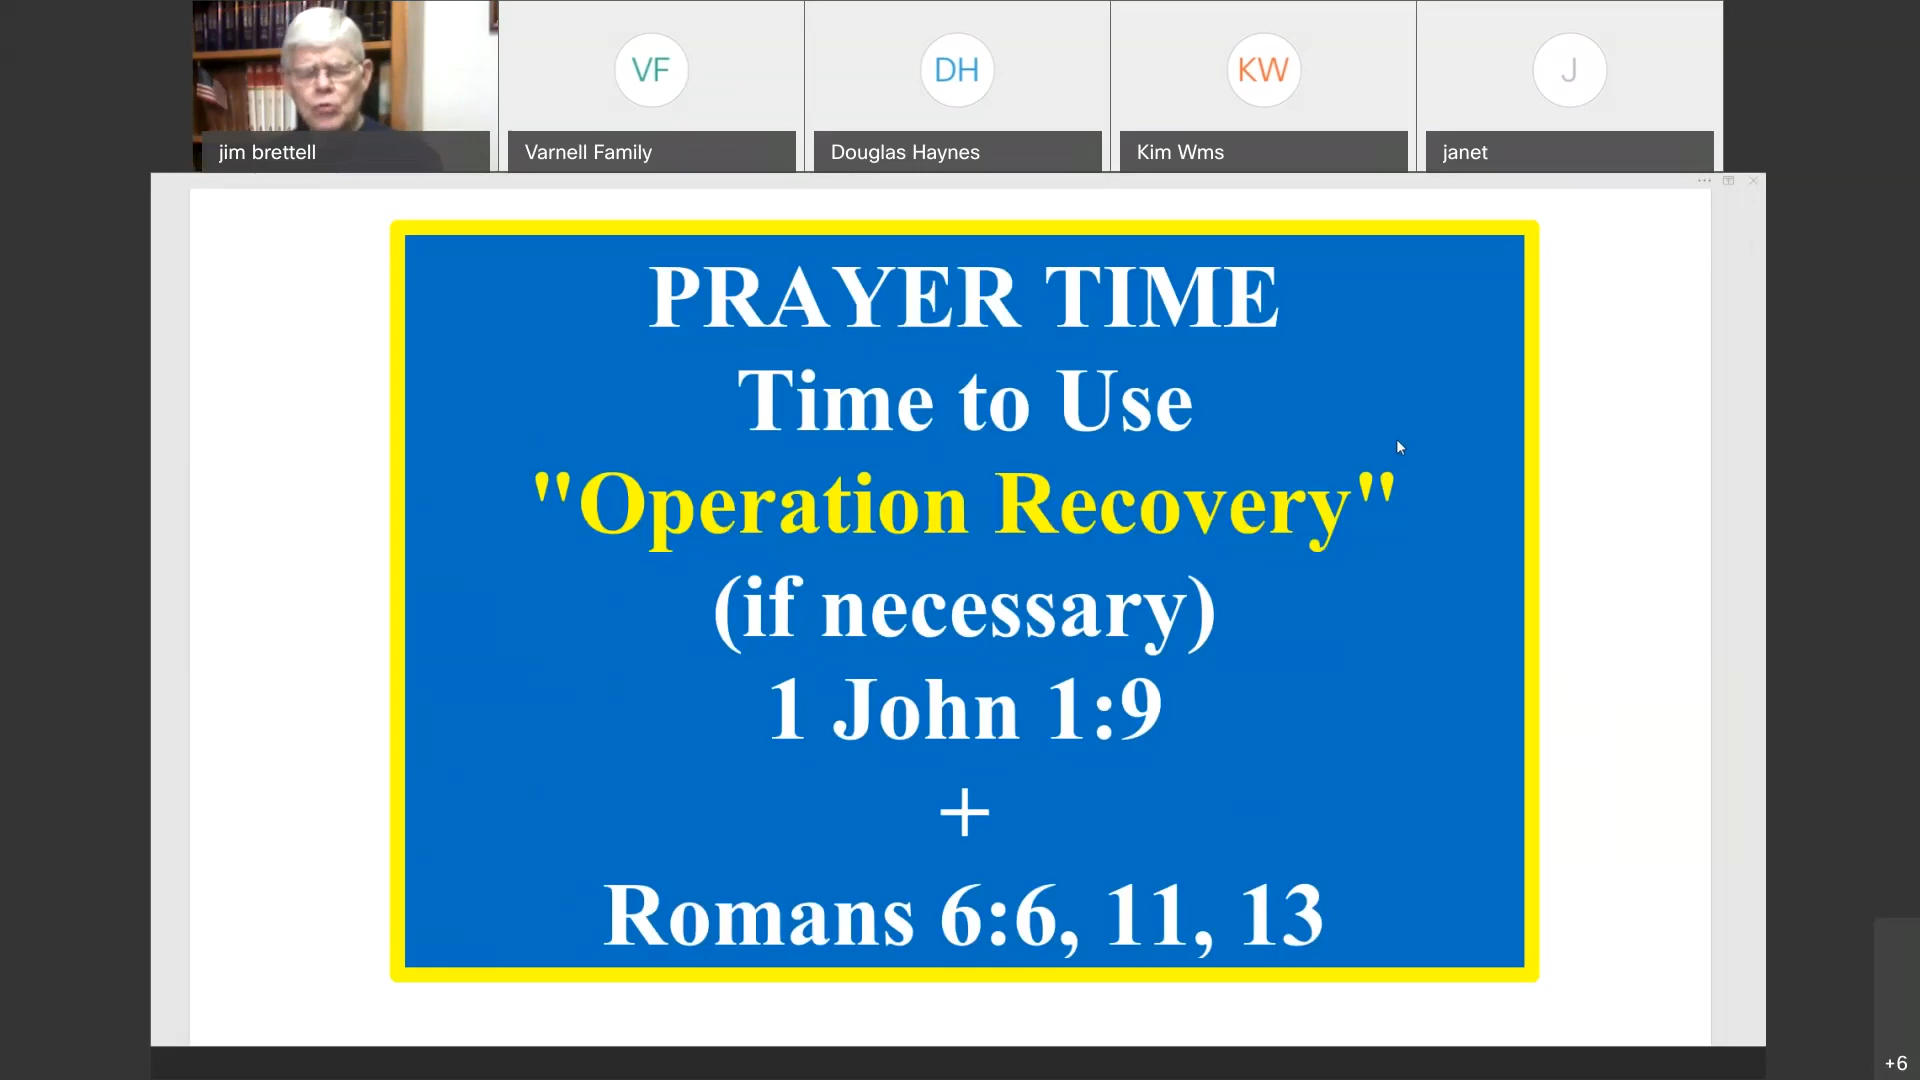 VF
DH
KW
J
jim brettell
Varnell Family
Douglas Haynes
Kim Wms
janet
PRAYER TIME
Time to Use
"Operation Recovery"
(if necessary)
1 John 1:9
+
Romans 6:6, 11, 13
+6